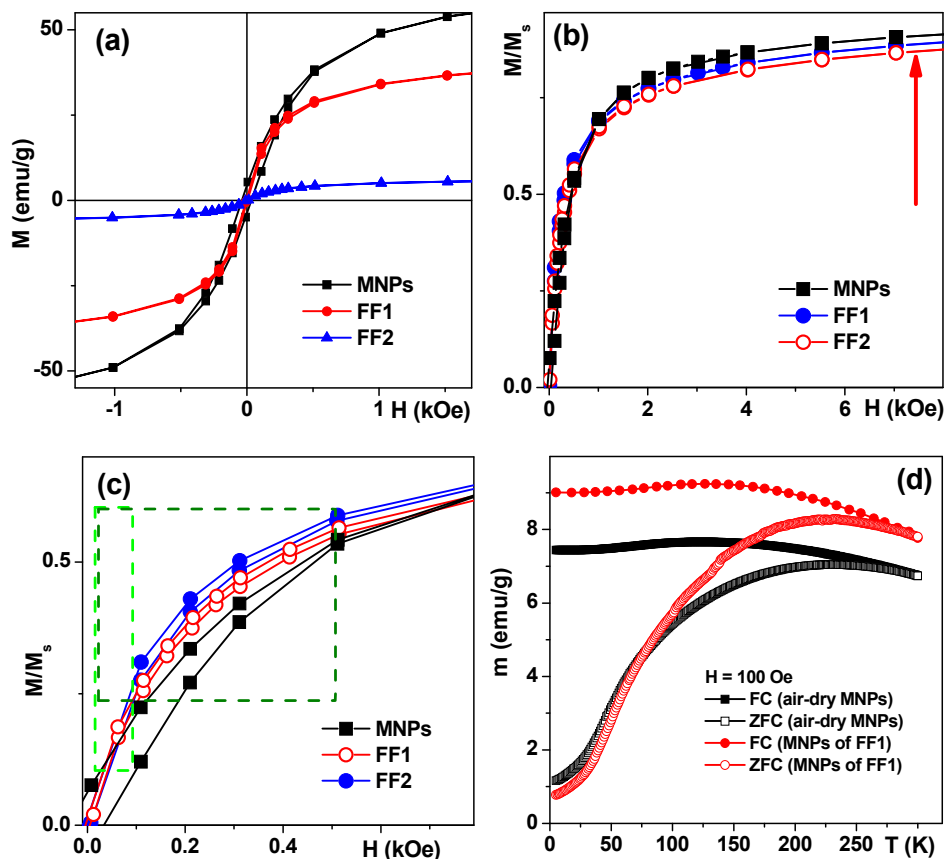 (a)
M (emu/g)
50
0
-50
-1
0
1
H (kOe)
MNPs
FF1
FF2
(b)
M/Ms
0.5
0.0
0
2
4
6
H (kOe)
MNPs
FF1
FF2
(c)
M/Ms
0.5
0.0
0.0
0.2
0.4
0.6
H (kOe)
MNPs
FF1
FF2
(d)
m (emu/g)
8
6
4
2
0
0
50
100
150
200
250
T (K)
H = 100 Oe
FC (air-dry MNPs)
ZFC (air-dry MNPs)
FC (MNPs of FF1)
ZFC (MNPs of FF1)